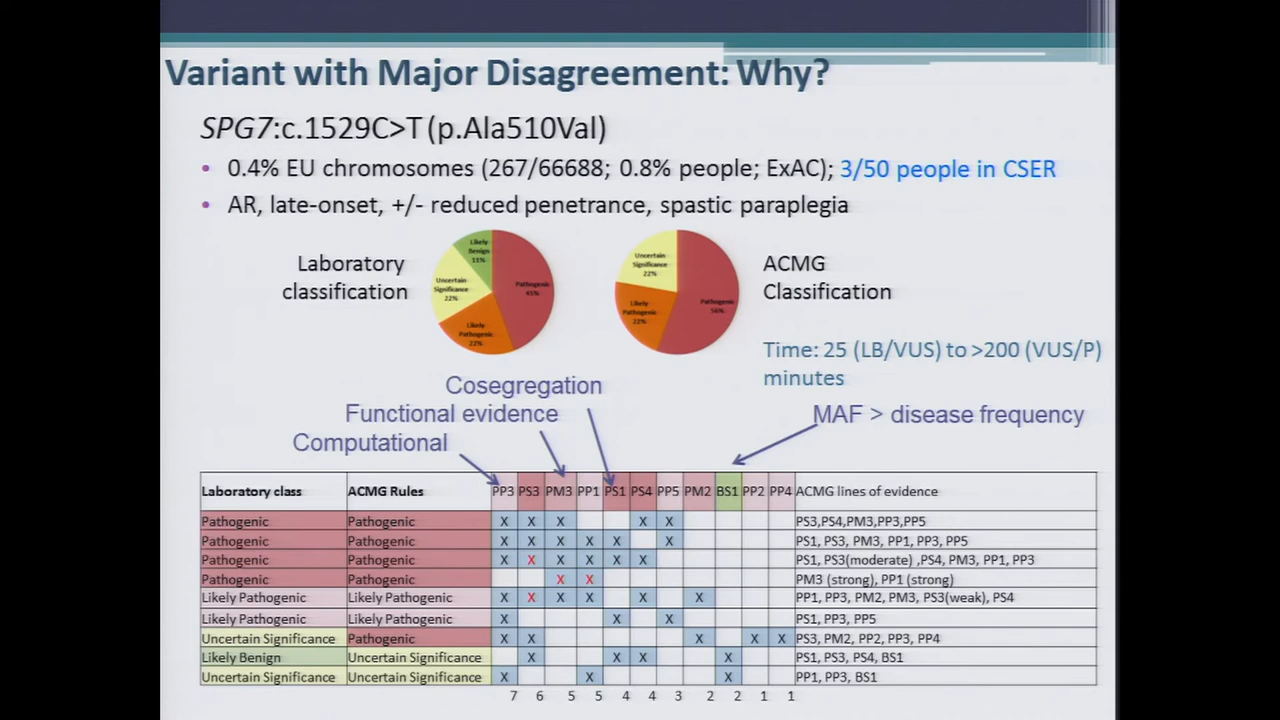 Variant with Major Disagreement: Why?
SPG7:c.1529C>T (p.Ala510Val)
• 0.4% EU chromosomes (267/66688; 0.8% people; ExAC); 3/50 people in CSER
• AR, late-onset, +/- reduced penetrance, spastic paraplegia
Laboratory
classification
Likely
Benign
11%
Uncertain
Significance
22%
Pathogenic
45%
Likely
Pathogenic
22%
Uncertain
Significance
22%
Likely
Pathogenic
22%
Pathogenic
56%
ACMG
Classification
Time: 25 (LB/VUS) to >200 (VUS/P)
minutes
Cosegregation
Functional evidence
Computational
MAF > disease frequency
Laboratory class ACMG Rules PP3 PS3 PM3 PP1 PS1 PS4 PP5 PM2 BS1 PP2 PP4 ACMG lines of evidence
Pathogenic Pathogenic X X X X X PS3,PS4,PM3,PP3,PP5
Pathogenic Pathogenic X X X X X X PS1, PS3, PM3, PP1, PP3, PP5
Pathogenic Pathogenic X X X X X X PS1, PS3(moderate) ,PS4, PM3, PP1, PP3
Pathogenic Pathogenic X X PM3 (strong), PP1 (strong)
Likely Pathogenic Likely Pathogenic X X X X X X PP1, PP3, PM2, PM3, PS3(weak), PS4
Likely Pathogenic Likely Pathogenic X X X PS1, PP3, PP5
Uncertain Significance Pathogenic X X X X X PS3, PM2, PP2, PP3, PP4
Likely Benign Uncertain Significance X X X X PS1, PS3, PS4, BS1
Uncertain Significance Uncertain Significance X X X PP1, PP3, BS1
7 6 5 5 4 4 3 2 2 1 1